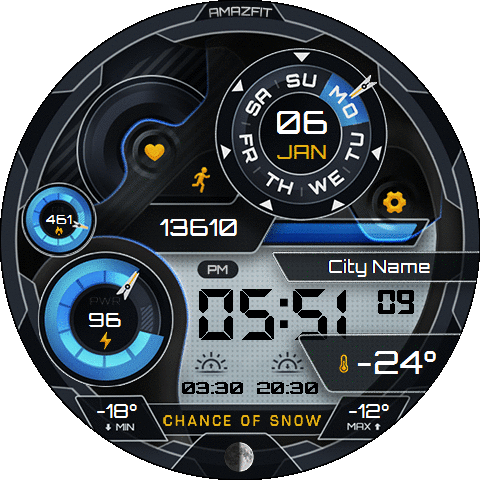 AMAZFIT
SU MO TU WE TH FR SA
06
JAN
461
13610
PM
City Name
05:51 09
PWR
96
-24°
03:30 20:30
-18°
MIN
CHANCE OF SNOW
-12°
MAX